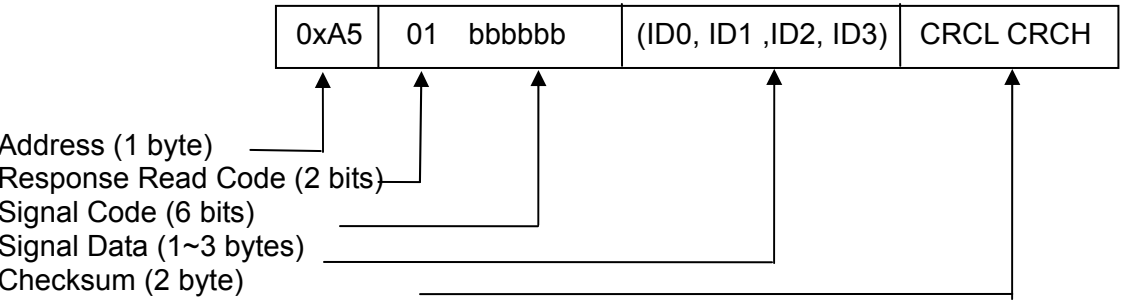 0xA5 01 bbbbbb (ID0, ID1 ,ID2, ID3) CRCL CRCH
Address (1 byte)
Response Read Code (2 bits)
Signal Code (6 bits)
Signal Data (1~3 bytes)
Checksum (2 byte)